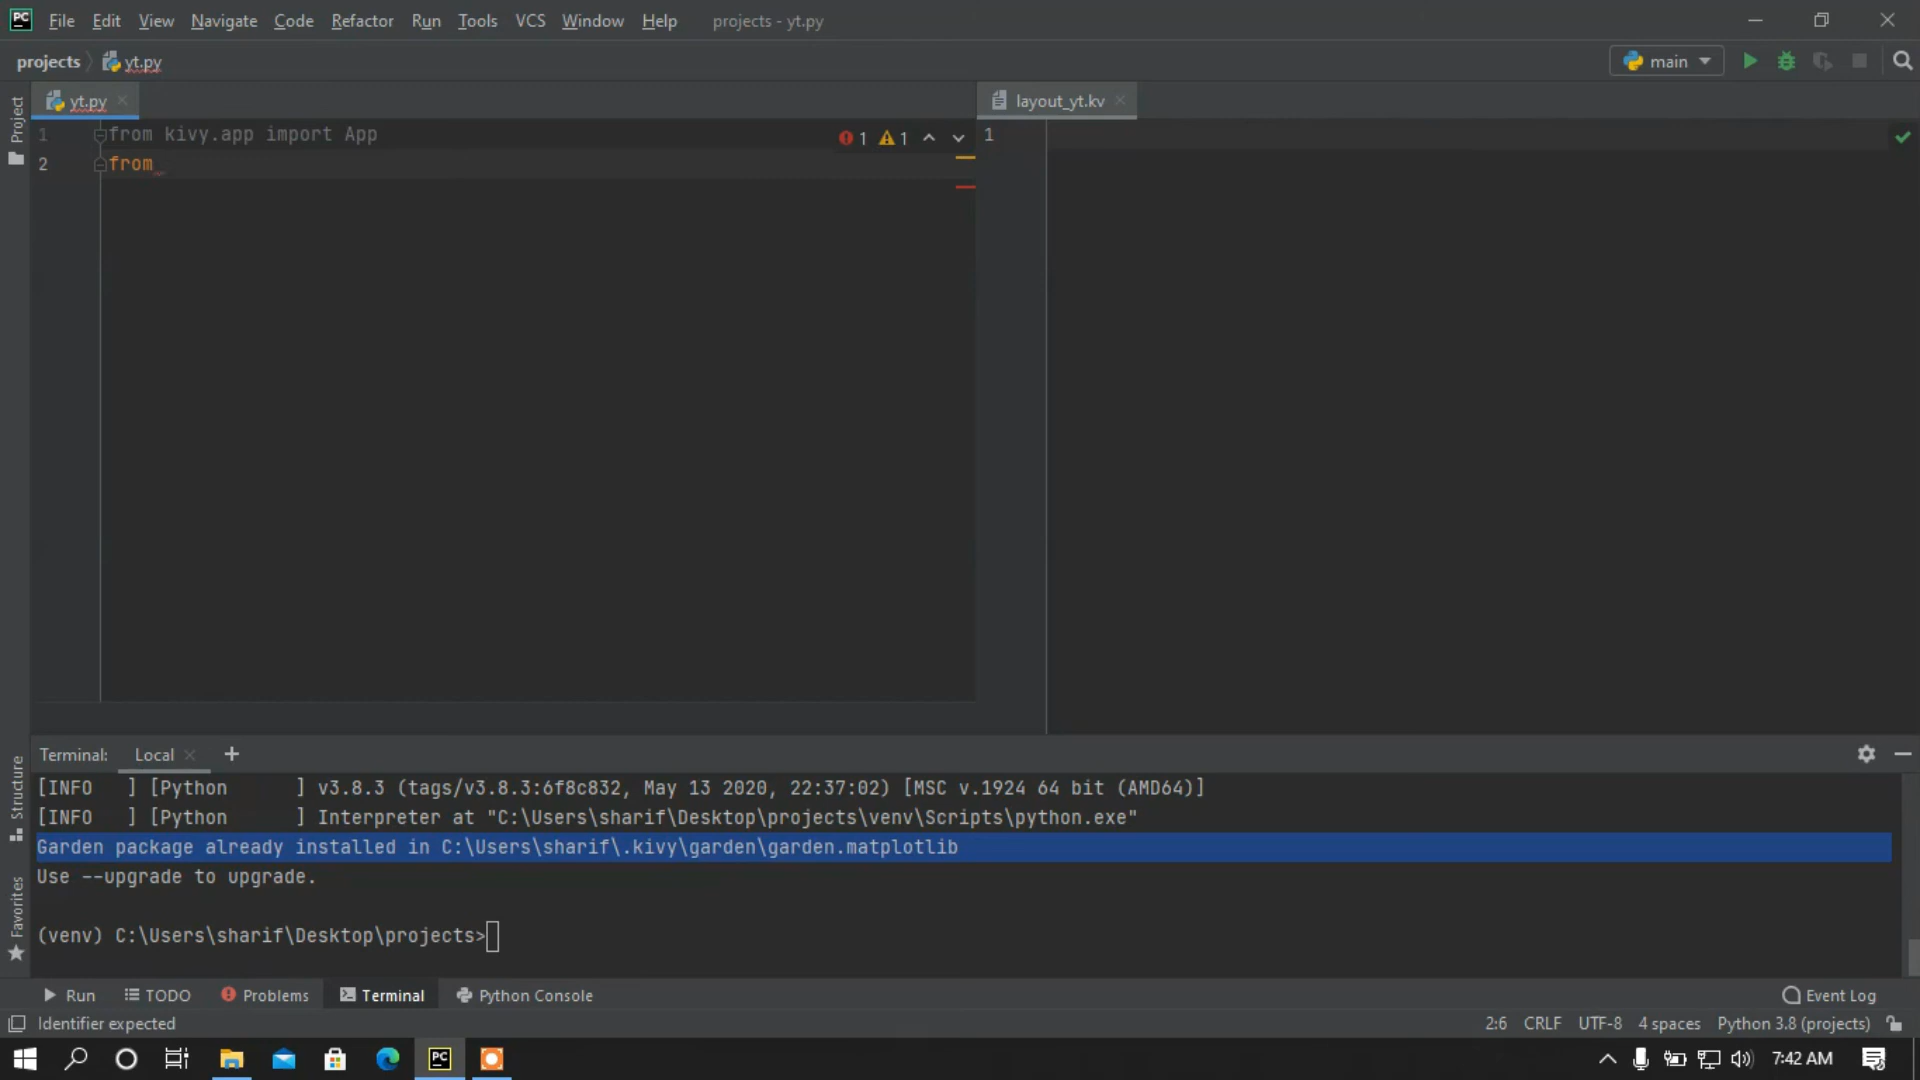 PC File Edit View Navigate Code Refactor Run Tools VCS Window Help projects - yt.py
projects yt.py main
Project
yt.py layout_yt.kv
1 from kivy.app import App 1 1 1
2 from
Structure
Favorites
Terminal: Local +
[INFO ] [Python ] v3.8.3 (tags/v3.8.3:6f8c832, May 13 2020, 22:37:02) [MSC v.1924 64 bit (AMD64)]
[INFO ] [Python ] Interpreter at "C:\Users\sharif\Desktop\projects\venv\Scripts\python.exe"
Garden package already installed in C:\Users\sharif\.kivy\garden\garden.matplotlib
Use --upgrade to upgrade.
(venv) C:\Users\sharif\Desktop\projects>
Run TODO Problems Terminal Python Console Event Log
Identifier expected 2:6 CRLF UTF-8 4 spaces Python 3.8 (projects)
PC 7:42 AM